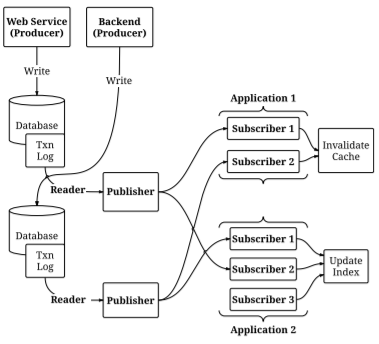 Web Service
(Producer)
Backend
(Producer)
Write
Write
Database
Txn
Log
Reader
Publisher
Database
Txn
Log
Reader
Publisher
Application 1
Subscriber 1
Subscriber 2
Invalidate
Cache
Subscriber 1
Subscriber 2
Subscriber 3
Update
Index
Application 2